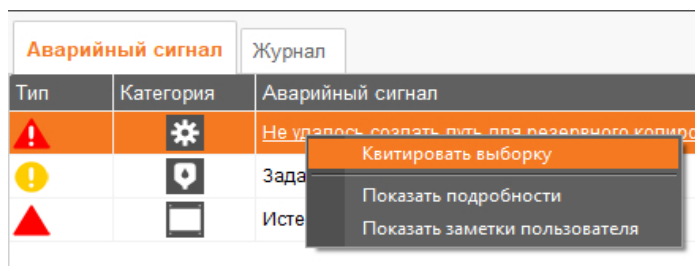 Аварийный сигнал Журнал
Тип Категория Аварийный сигнал
Не удалось создать путь для резервного копиро
Квитировать выборку
Зада
Показать подробности
Исте
Показать заметки пользователя